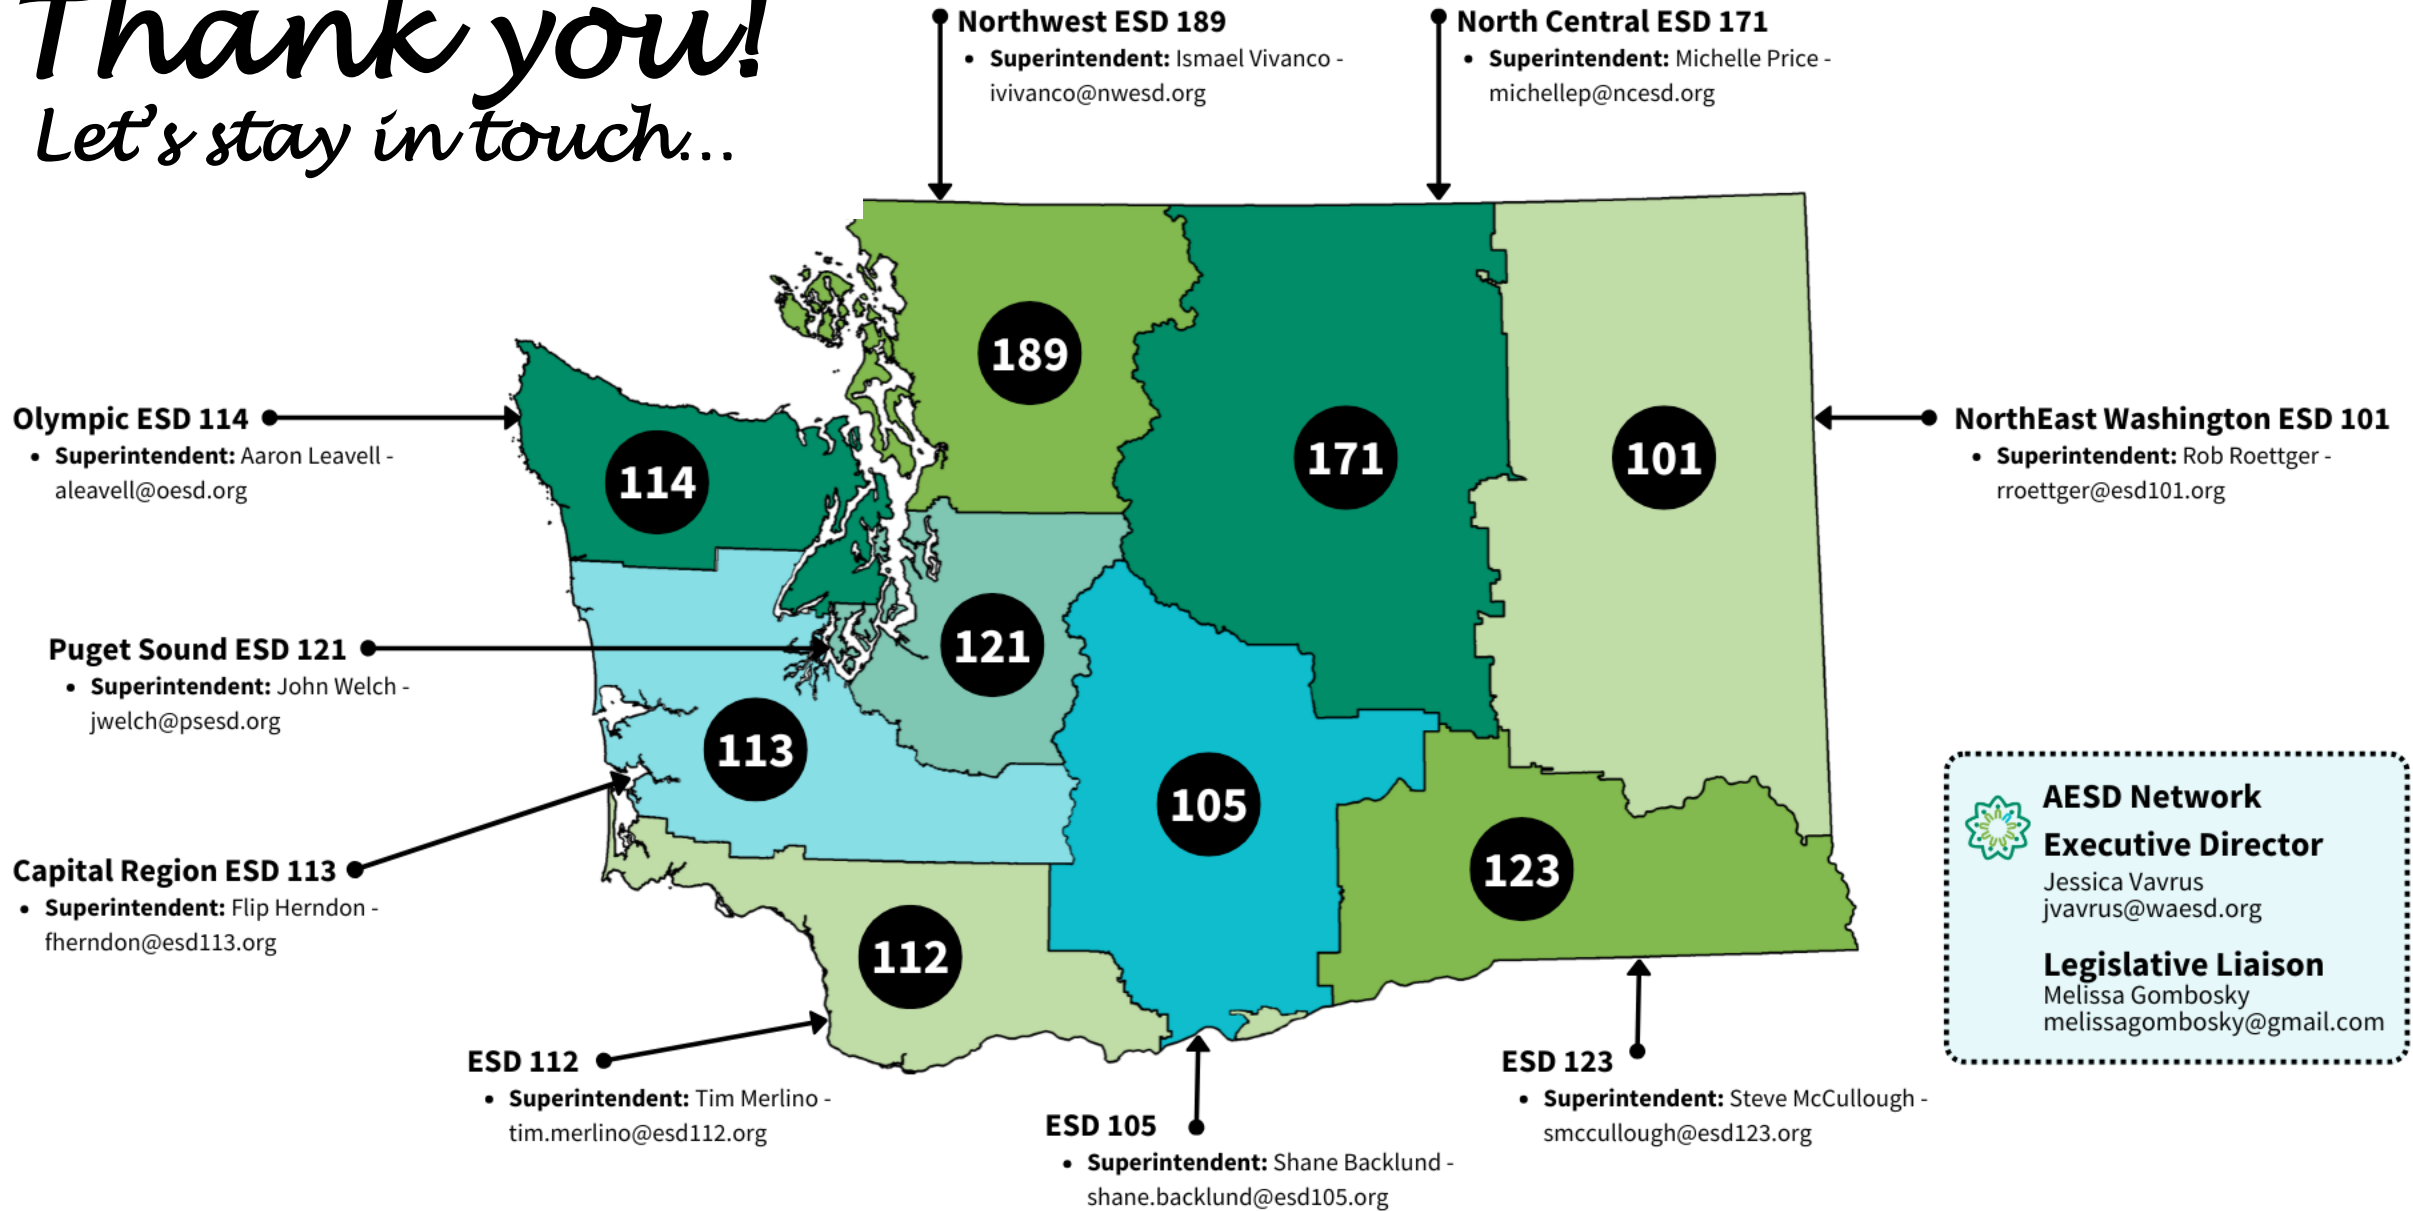 Thank you!
Let's stay in touch...
Northwest ESD 189
• Superintendent: Ismael Vivanco -
ivivanco@nwesd.org
North Central ESD 171
• Superintendent: Michelle Price -
michellep@ncesd.org
Olympic ESD 114
• Superintendent: Aaron Leavell -
aleavell@oesd.org
NorthEast Washington ESD 101
• Superintendent: Rob Roettger -
rroettger@esd101.org
Puget Sound ESD 121
• Superintendent: John Welch -
jwelch@psesd.org
Capital Region ESD 113
• Superintendent: Flip Herndon -
fherndon@esd113.org
189
171
101
114
121
113
105
123
112
ESD 112
• Superintendent: Tim Merlino -
tim.merlino@esd112.org
ESD 105
• Superintendent: Shane Backlund -
shane.backlund@esd105.org
ESD 123
• Superintendent: Steve McCullough -
smccullough@esd123.org
AESD Network
Executive Director
Jessica Vavrus
jvavrus@waesd.org
Legislative Liaison
Melissa Gombosky
melissagombosky@gmail.com